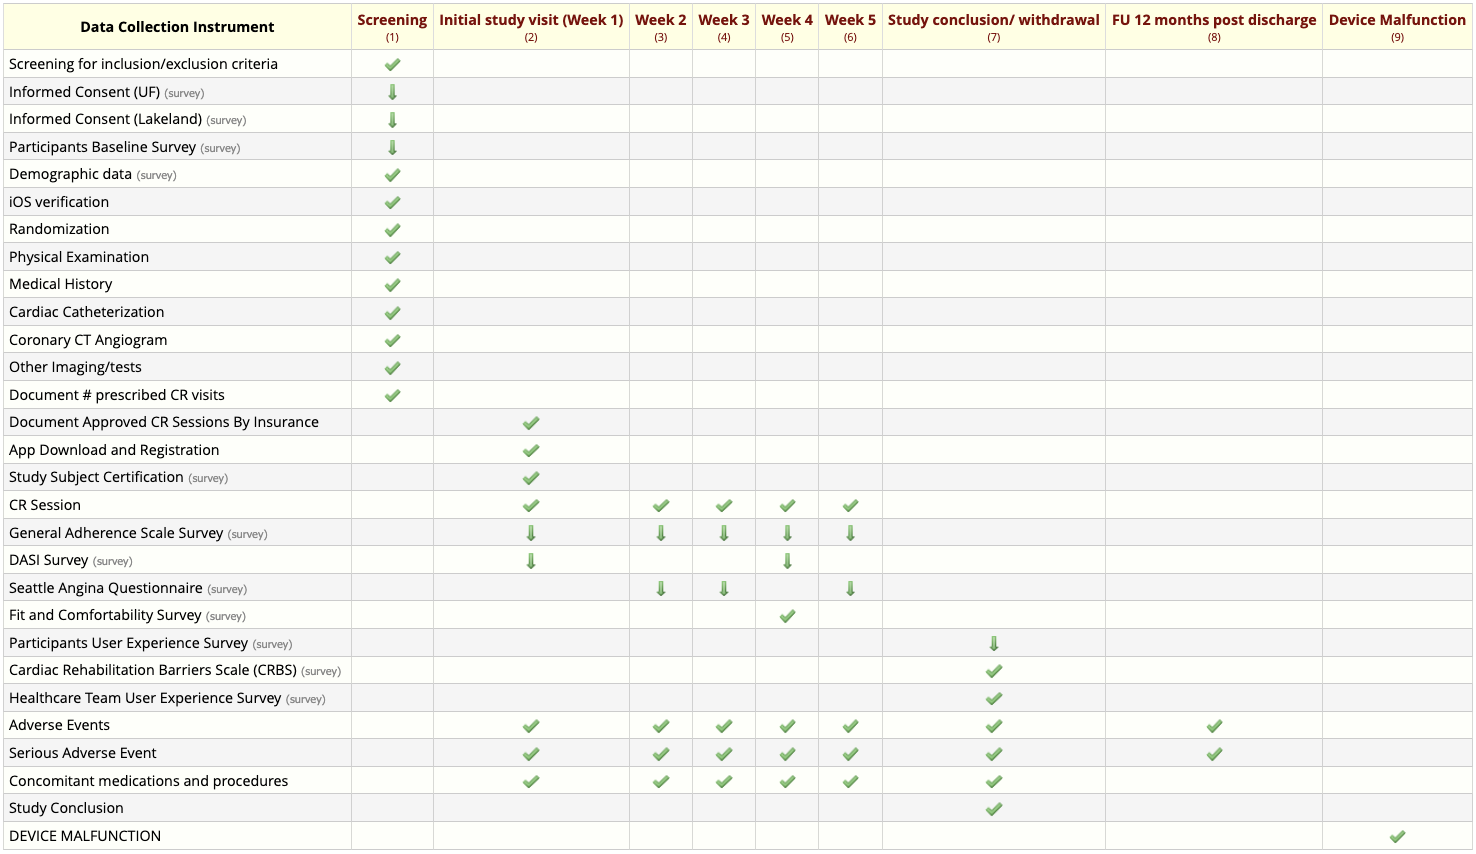 Data Collection Instrument Screening Initial study visit (Week 1) Week 2 Week 3 Week 4 Week 5 Study conclusion/ withdrawal FU 12 months post discharge Device Malfunction
(1) (2) (3) (4) (5) (6) (7) (8) (9)
Screening for inclusion/exclusion criteria
Informed Consent (UF) (survey)
Informed Consent (Lakeland) (survey)
Participants Baseline Survey (survey)
Demographic data (survey)
iOS verification
Randomization
Physical Examination
Medical History
Cardiac Catheterization
Coronary CT Angiogram
Other Imaging/tests
Document # prescribed CR visits
Document Approved CR Sessions By Insurance
App Download and Registration
Study Subject Certification (survey)
CR Session
General Adherence Scale Survey (survey)
DASI Survey (survey)
Seattle Angina Questionnaire (survey)
Fit and Comfortability Survey (survey)
Participants User Experience Survey (survey)
Cardiac Rehabilitation Barriers Scale (CRBS) (survey)
Healthcare Team User Experience Survey (survey)
Adverse Events
Serious Adverse Event
Concomitant medications and procedures
Study Conclusion
DEVICE MALFUNCTION